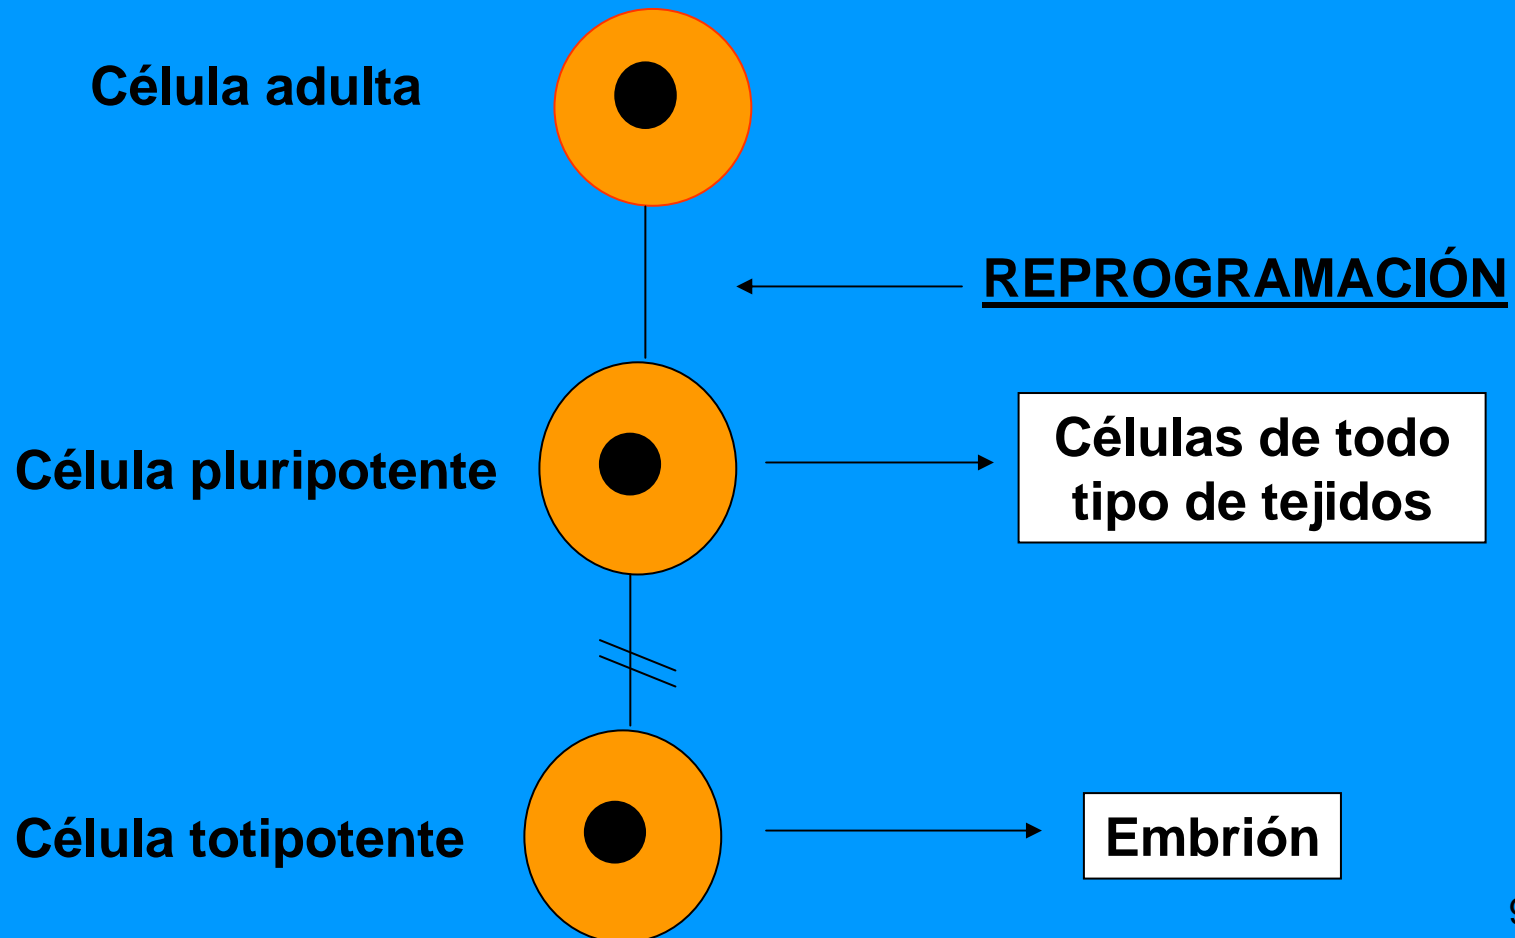 Célula adulta
REPROGRAMACIÓN
Célula pluripotente
Células de todo
tipo de tejidos
Célula totipotente
Embrión